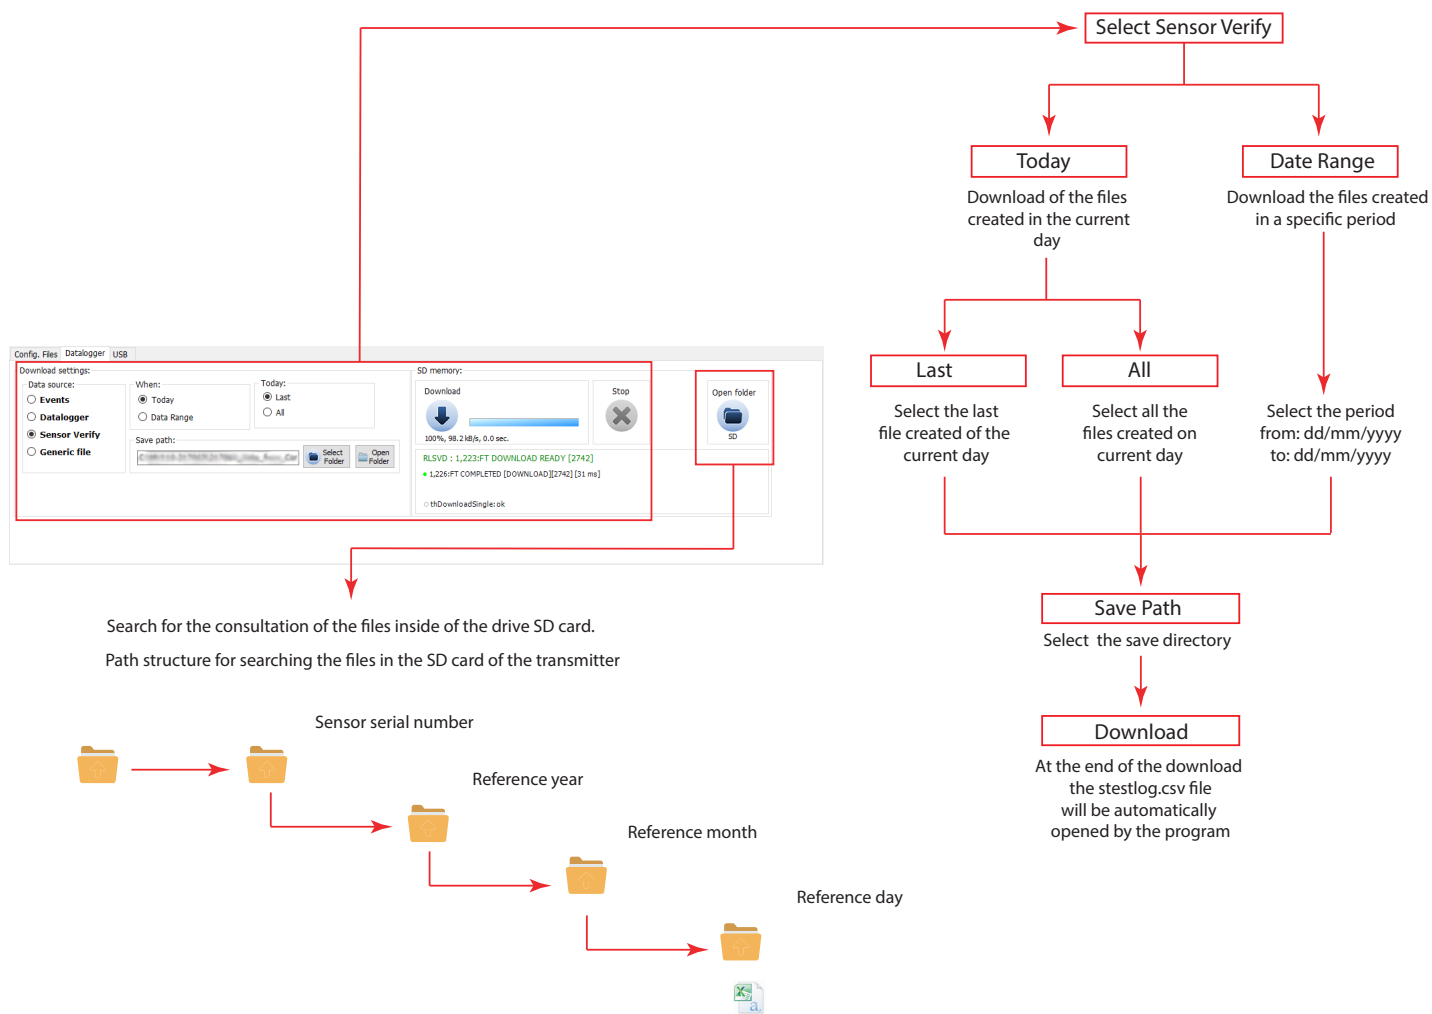 Select Sensor Verify
Today
Date Range
Download of the files
created in the current
day
Download the files created
in a specific period
Last
All
Select the last
file created of the
current day
Select all the
files created on
current day
Select the period
from: dd/mm/yyyy
to: dd/mm/yyyy
Save Path
Select the save directory
Download
At the end of the download
the stestlog.csv file
will be automatically
opened by the program
Config. Files Datalogger USB
Download settings:
Data source:
Events
Datalogger
Sensor Verify
Generic file
When:
Today
Data Range
Today:
Last
All
Save path:
Select
Folder
Open
Folder
SD memory:
Download
100%, 98.2 kB/s, 0.0 sec.
Stop
Open folder
SD
RLSVD : 1,223:FT DOWNLOAD READY [2742]
1,226:FT COMPLETED [DOWNLOAD][2742] [31 ms]
thDownloadSingle: ok
Search for the consultation of the files inside of the drive SD card.
Path structure for searching the files in the SD card of the transmitter
Sensor serial number
Reference year
Reference month
Reference day
a,